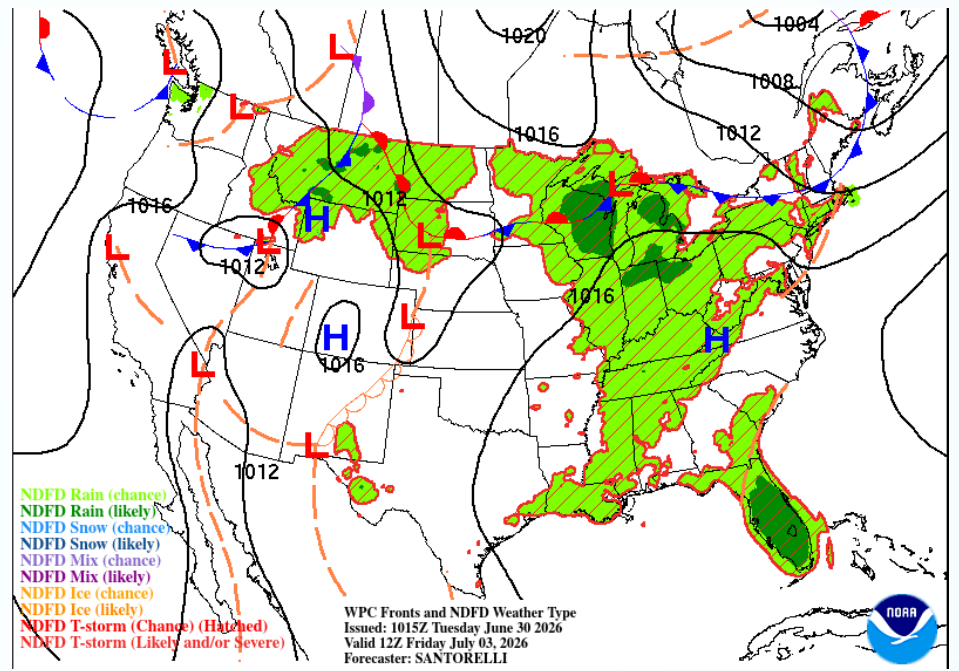 1004
1020
1008
1016
1012
1012
1016
1012
1016
1016
1012
L
L
L
L
L
L
L
L
L
L
H
H
H
NDFD Rain (chance)
NDFD Rain (likely)
NDFD Snow (chance)
NDFD Snow (likely)
NDFD Mix (chance)
NDFD Mix (likely)
NDFD Ice (chance)
NDFD Ice (likely)
NDFD T-storm (Chance) (Hatched)
NDFD T-storm (Likely and/or Severe)
WPC Fronts and NDFD Weather Type
Issued: 1015Z Tuesday June 30 2026
Valid 12Z Friday July 03, 2026
Forecaster: SANTORELLI
NOAA